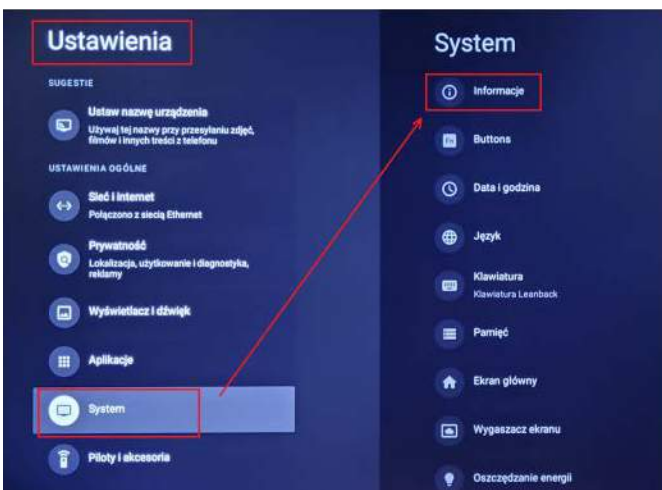 Ustawienia
SUGESTIE
Ustaw nazwę urządzenia
Używaj tej nazwy przy przesyłaniu zdjęć,
filmów i innych treści z telefonu
USTAWIENIA OGÓLNE
Sieć i internet
Połączono z siecią Ethernet
Prywatność
Lokalizacja, użytkowanie i diagnostyka,
reklamy
Wyświetlacz i dźwięk
Aplikacje
System
Piloty i akcesoria
System
Informacje
Fn
Buttons
Data i godzina
Język
Klawiatura
Klawiatura Leanback
Pamięć
Ekran główny
Wygaszacz ekranu
Oszczędzanie energii